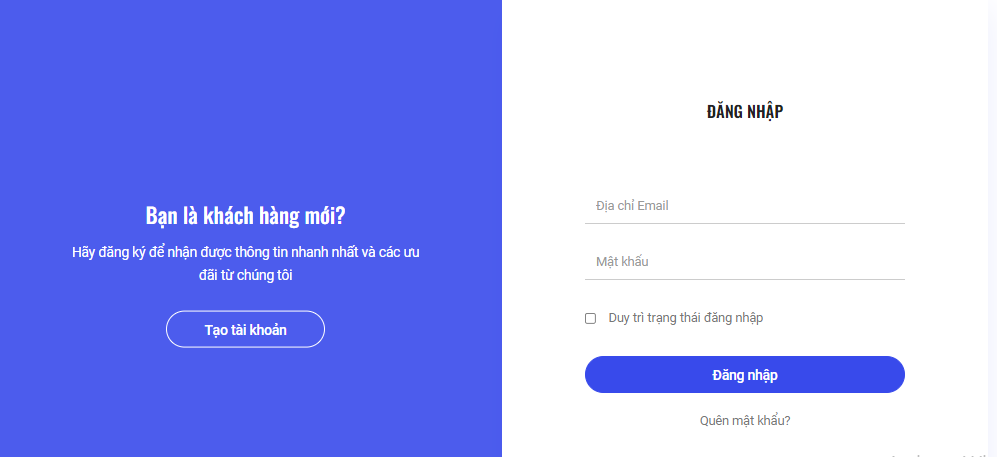 Bạn là khách hàng mới?
Hãy đăng ký để nhận được thông tin nhanh nhất và các ưu
đãi từ chúng tôi
Tạo tài khoản
ĐĂNG NHẬP
Địa chỉ Email
Mật khẩu
Duy trì trạng thái đăng nhập
Đăng nhập
Quên mật khẩu?